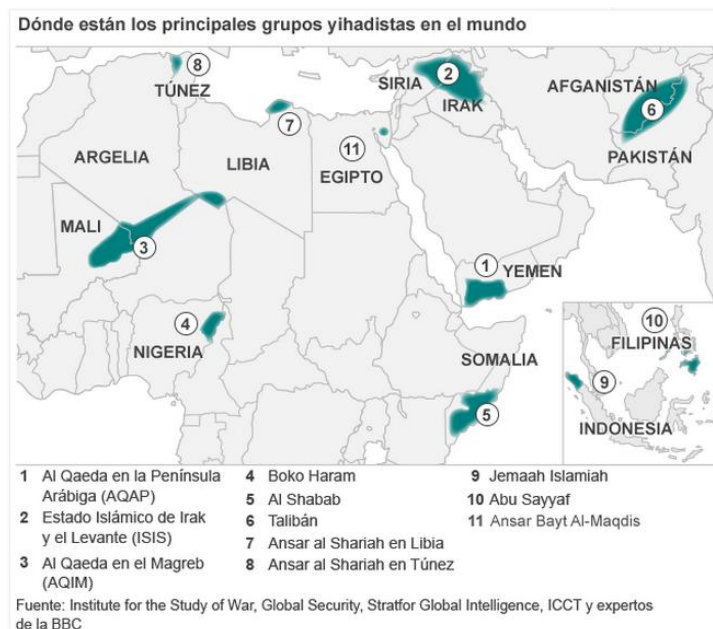 Dónde están los principales grupos yihadistas en el mundo
8
TÚNEZ
SIRIA
2
IRAK
AFGANISTÁN
6
PAKISTÁN
7
ARGELIA
LIBIA
11
EGIPTO
MALI
3
1
YEMEN
4
NIGERIA
SOMALIA
5
10
FILIPINAS
9
INDONESIA
1 Al Qaeda en la Península
Arábiga (AQAP)
2 Estado Islámico de Irak
y el Levante (ISIS)
3 Al Qaeda en el Magreb
(AQIM)
4 Boko Haram
5 Al Shabab
6 Talibán
7 Ansar al Shariah en Libia
8 Ansar al Shariah en Túnez
9 Jemaah Islamiah
10 Abu Sayyaf
11 Ansar Bayt Al-Maqdis
Fuente: Institute for the Study of War, Global Security, Stratfor Global Intelligence, ICCT y expertos
de la BBC